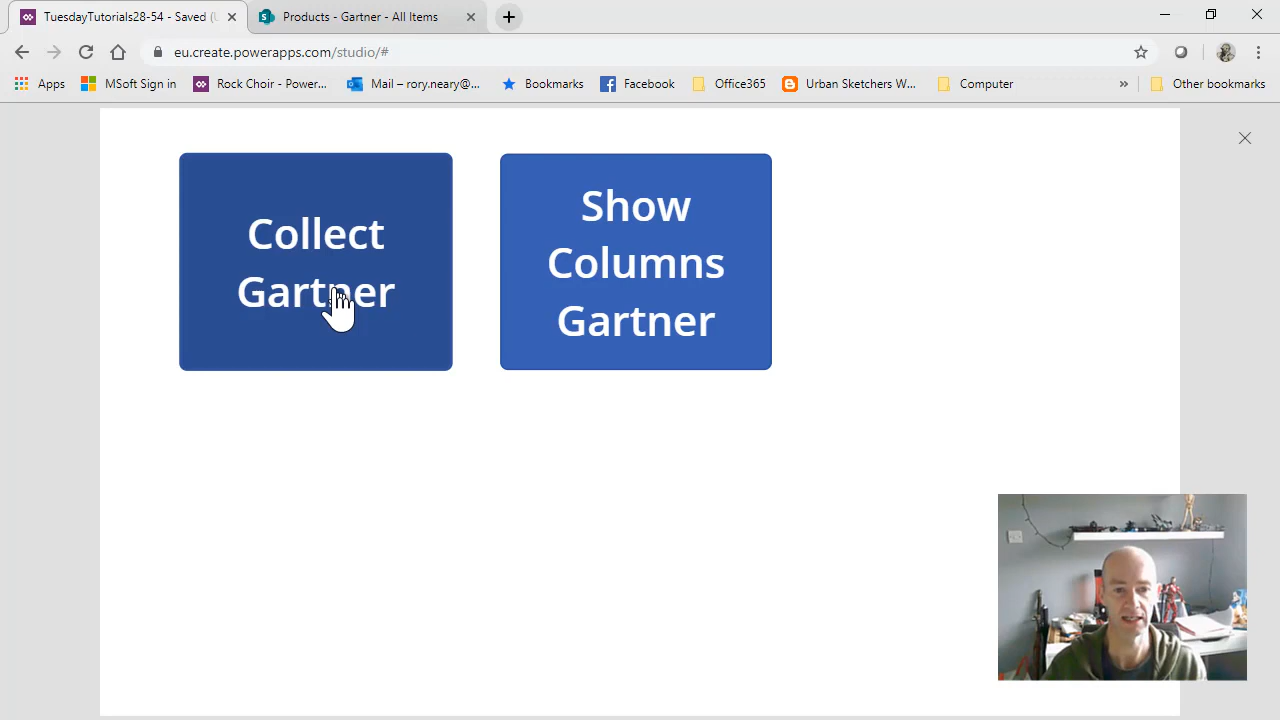 TuesdayTutorials28-54 - Saved (
Products - Gartner - All Items
eu.create.powerapps.com/studio/#
Apps
MSoft Sign in
Rock Choir - Power...
Mail – rory.neary@...
Bookmarks
Facebook
Office365
Urban Sketchers W...
Computer
»
Other bookmarks
Collect
Gartner
Show
Columns
Gartner